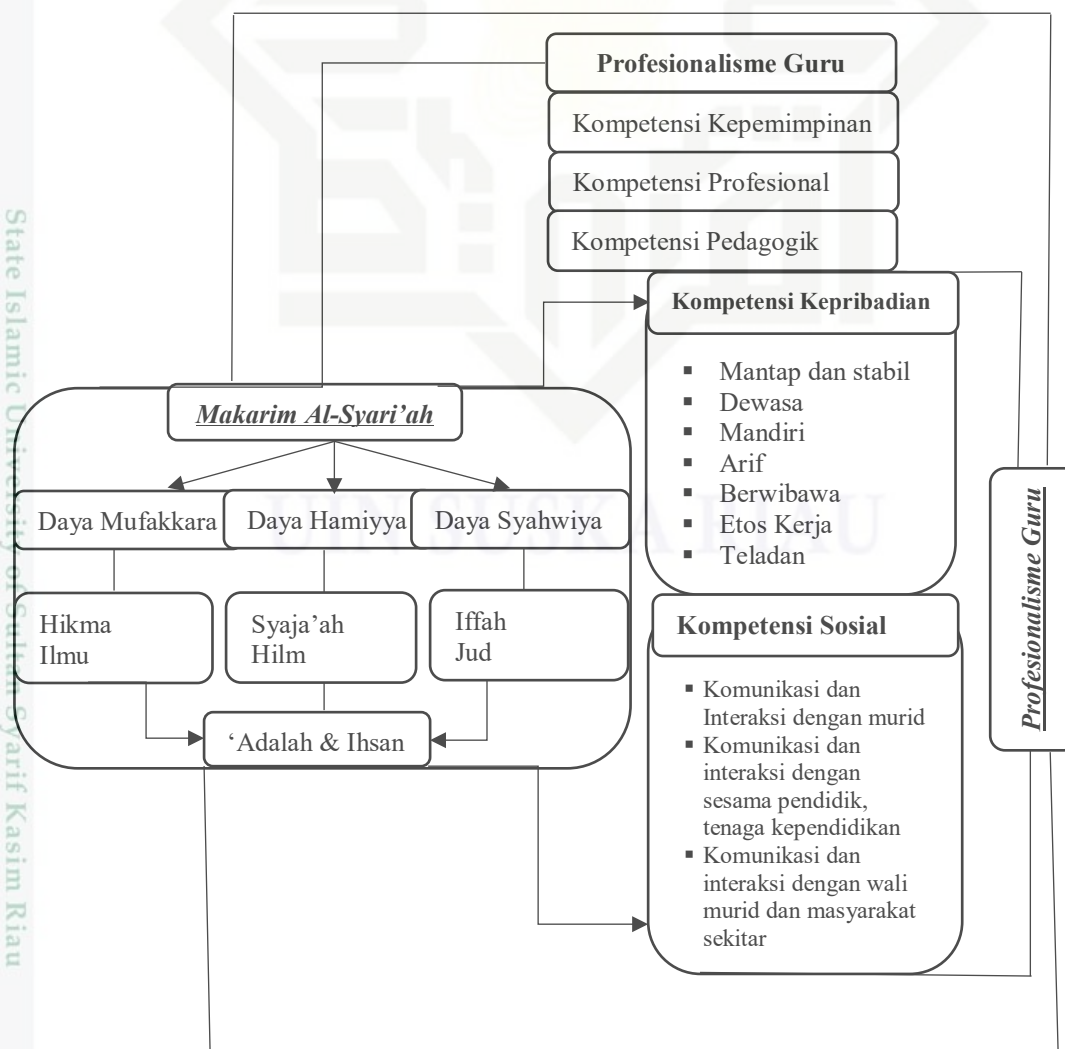 Profesionalisme Guru
Kompetensi Kepemimpinan
Kompetensi Profesional
Kompetensi Pedagogik
Kompetensi Kepribadian
▪ Mantap dan stabil
▪ Dewasa
▪ Mandiri
▪ Arif
▪ Berwibawa
▪ Etos Kerja
▪ Teladan
Makarim Al-Syari’ah
Daya Mufakkara
Daya Hamiyya
Daya Syahwiya
Hikma
Ilmu
Syaja’ah
Hilm
Iffah
Jud
‘Adalah & Ihsan
Kompetensi Sosial
▪ Komunikasi dan
Interaksi dengan murid
▪ Komunikasi dan
interaksi dengan
sesama pendidik,
tenaga kependidikan
▪ Komunikasi dan
interaksi dengan wali
murid dan masyarakat
sekitar
Profesionalisme Guru
State Islamic University of Sultan Syarif Kasim Riau
UIN SUSKA RIAU